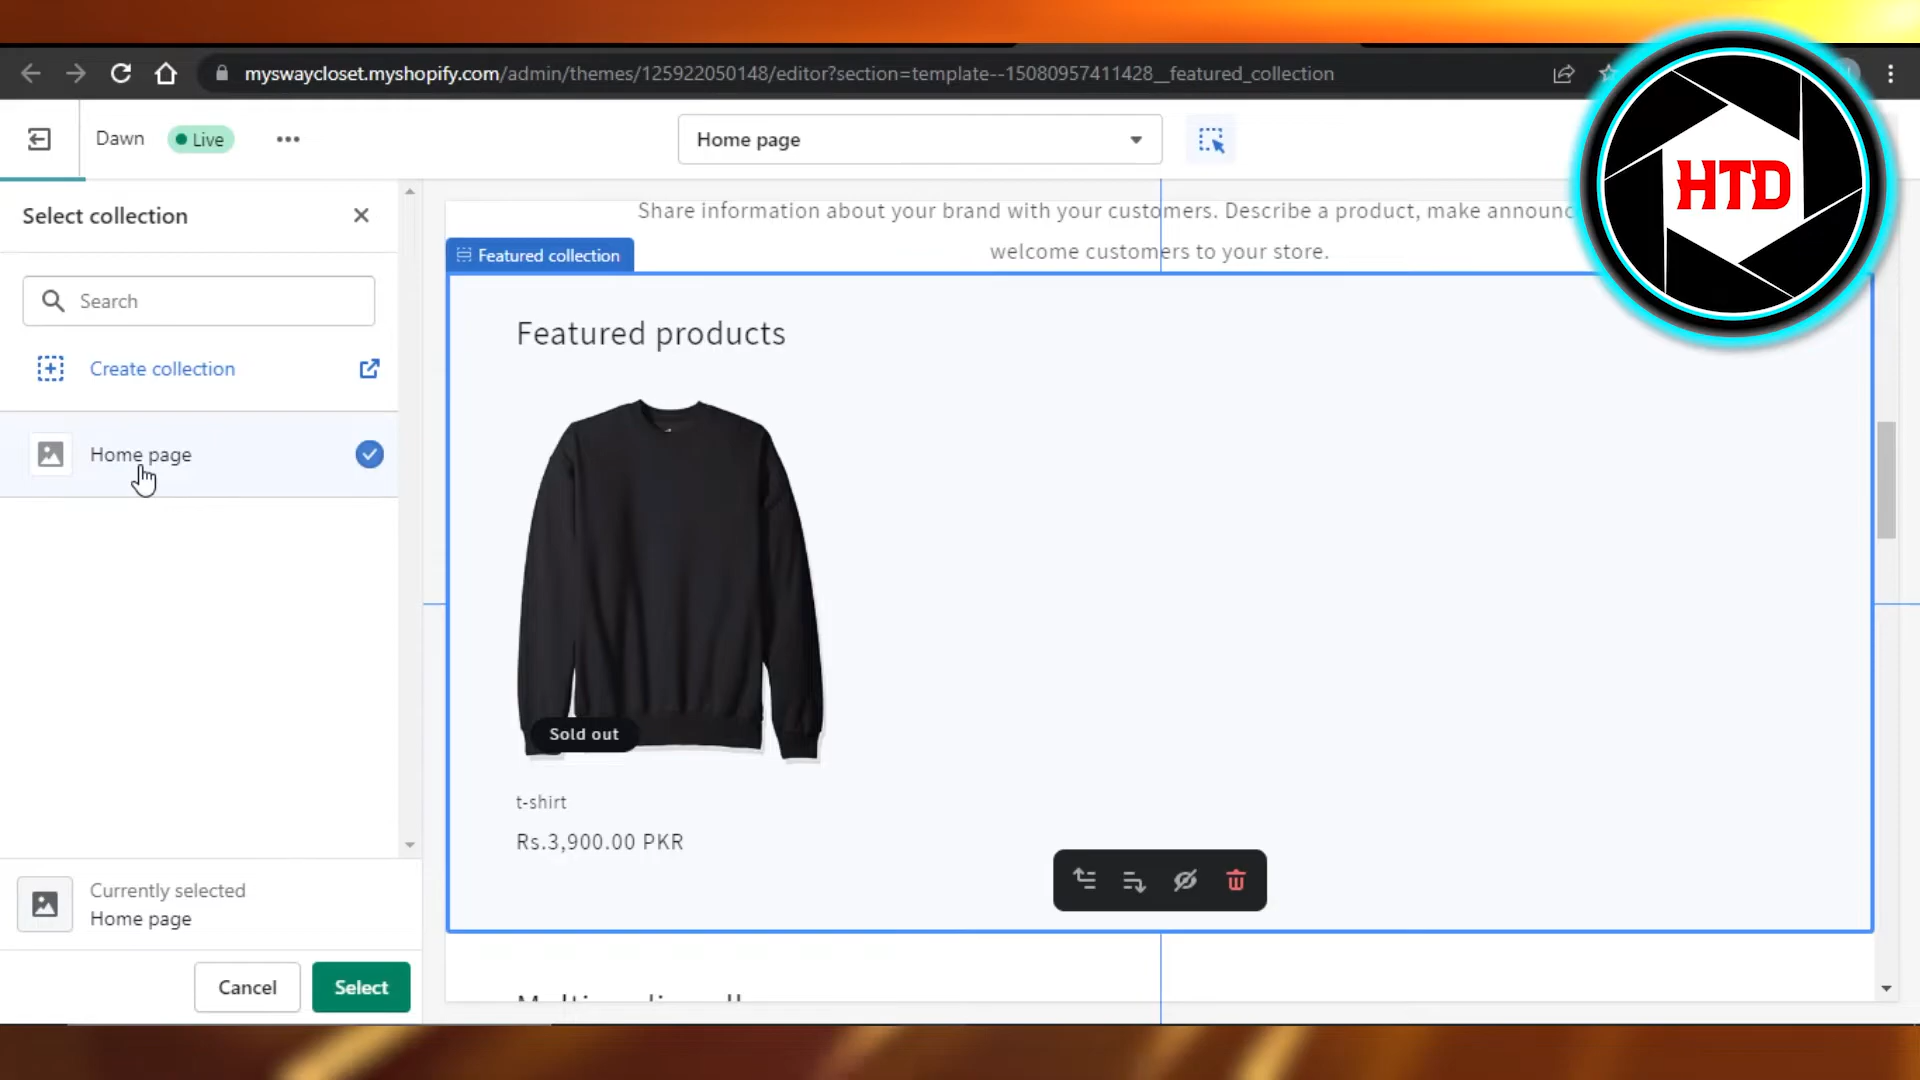 myswaycloset.myshopify.com/admin/themes/125922050148/editor?section=template--15080957411428__featured_collection
HTD
Dawn
Live
Home page
Select collection
Search
Create collection
Home page
Currently selected
Home page
Cancel
Select
Share information about your brand with your customers. Describe a product, make
welcome customers to your store.
Featured collection
Featured products
Sold out
t-shirt
Rs.3,900.00 PKR